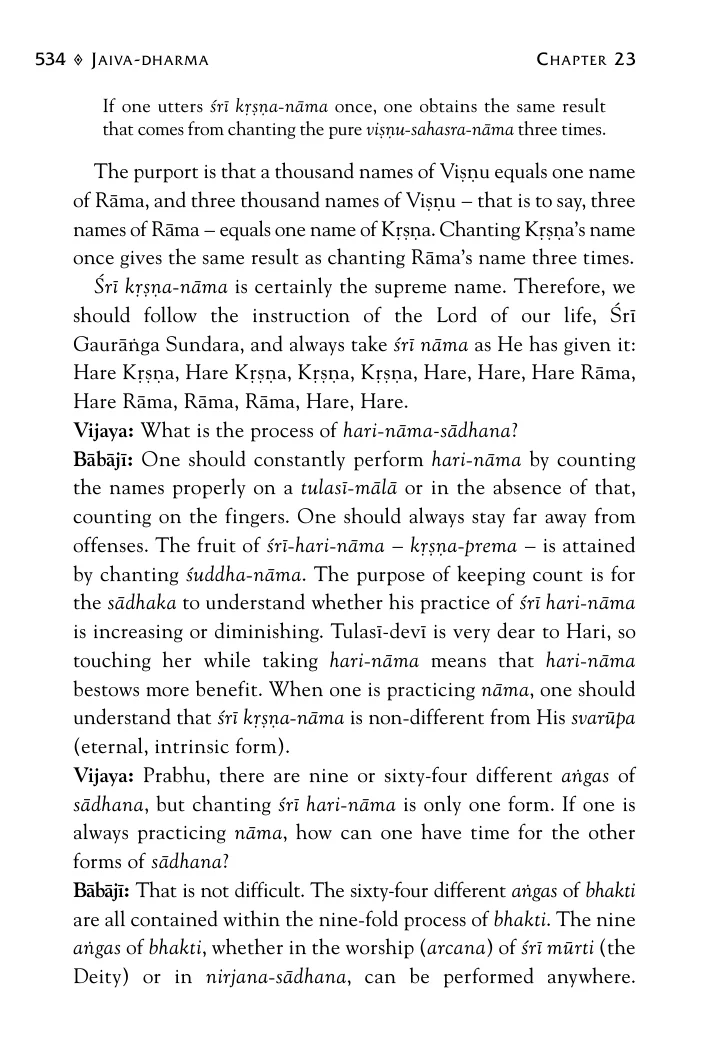 534 ◈ JAIVA-DHARMA CHAPTER 23
If one utters śrī kṛṣṇa-nāma once, one obtains the same result
that comes from chanting the pure viṣṇu-sahasra-nāma three times.
The purport is that a thousand names of Viṣṇu equals one name
of Rāma, and three thousand names of Viṣṇu – that is to say, three
names of Rāma – equals one name of Kṛṣṇa. Chanting Kṛṣṇa's name
once gives the same result as chanting Rāma's name three times.
Śrī kṛṣṇa-nāma is certainly the supreme name. Therefore, we
should follow the instruction of the Lord of our life, Śrī
Gaurāṅga Sundara, and always take śrī nāma as He has given it:
Hare Kṛṣṇa, Hare Kṛṣṇa, Kṛṣṇa, Kṛṣṇa, Hare, Hare, Hare Rāma,
Hare Rāma, Rāma, Rāma, Hare, Hare.
Vijaya: What is the process of hari-nāma-sādhana?
Bābājī: One should constantly perform hari-nāma by counting
the names properly on a tulasī-mālā or in the absence of that,
counting on the fingers. One should always stay far away from
offenses. The fruit of śrī-hari-nāma – kṛṣṇa-prema – is attained
by chanting śuddha-nāma. The purpose of keeping count is for
the sādhaka to understand whether his practice of śrī hari-nāma
is increasing or diminishing. Tulasī-devī is very dear to Hari, so
touching her while taking hari-nāma means that hari-nāma
bestows more benefit. When one is practicing nāma, one should
understand that śrī kṛṣṇa-nāma is non-different from His svarūpa
(eternal, intrinsic form).
Vijaya: Prabhu, there are nine or sixty-four different aṅgas of
sādhana, but chanting śrī hari-nāma is only one form. If one is
always practicing nāma, how can one have time for the other
forms of sādhana?
Bābājī: That is not difficult. The sixty-four different aṅgas of bhakti
are all contained within the nine-fold process of bhakti. The nine
aṅgas of bhakti, whether in the worship (arcana) of śrī mūrti (the
Deity) or in nirjana-sādhana, can be performed anywhere.